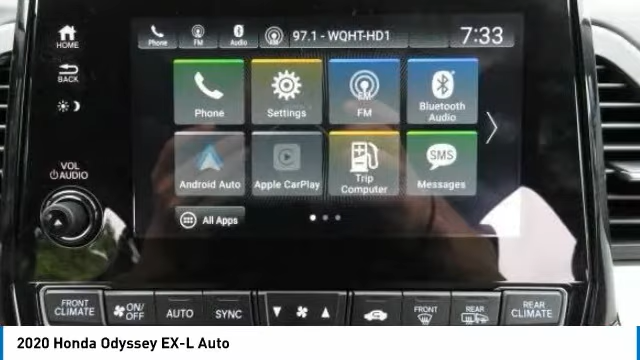 HOME
BACK
VOL
AUDIO
Phone
FM
Audio
97.1 - WQHT-HD1
7:33
Phone
Settings
FM
Bluetooth
Audio
Android Auto
Apple CarPlay
Trip
Computer
SMS
Messages
All Apps
FRONT
CLIMATE
ON/
OFF
AUTO
SYNC
FRONT
REAR
REAR
CLIMATE
2020 Honda Odyssey EX-L Auto